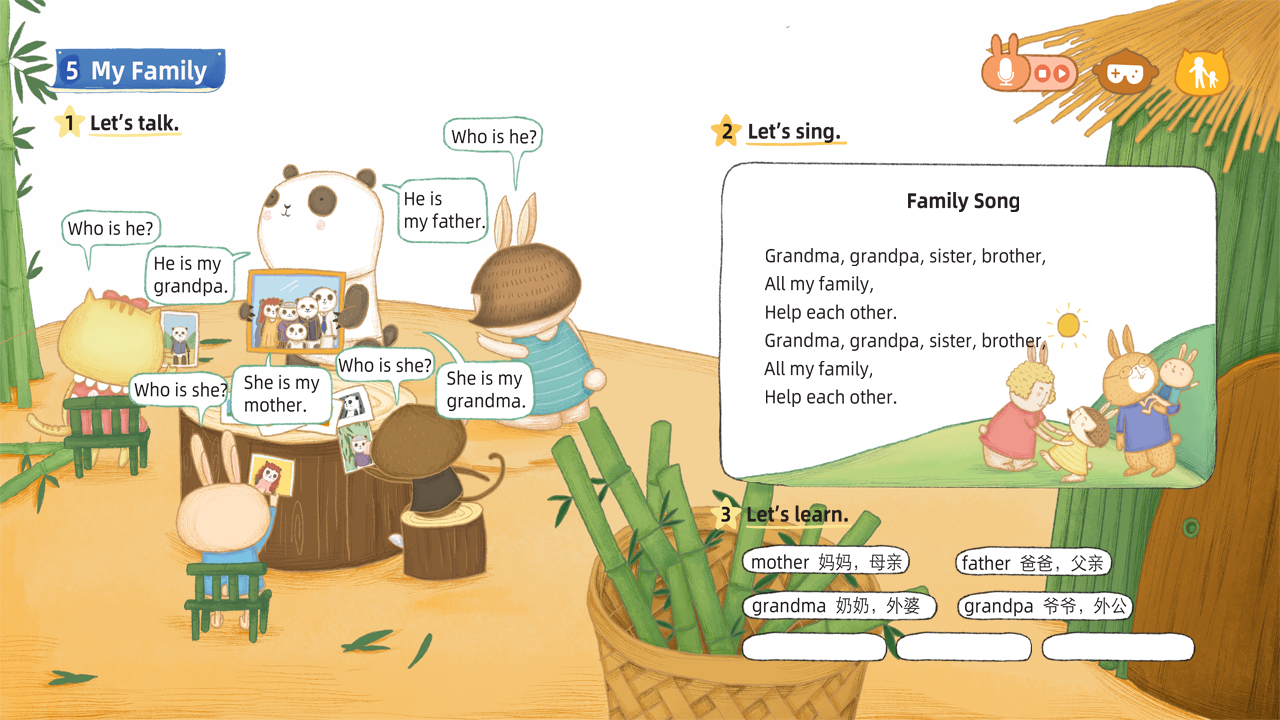 5 My Family
1 Let's talk.
Who is he?
He is
my father.
Who is he?
He is my
grandpa.
Who is she?
She is my
mother.
Who is she?
She is my
grandma.
2 Let's sing.
Family Song
Grandma, grandpa, sister, brother,
All my family,
Help each other.
Grandma, grandpa, sister, brother,
All my family,
Help each other.
3 Let's learn.
mother 妈妈，母亲
father 爸爸，父亲
grandma 奶奶，外婆
grandpa 爷爷，外公